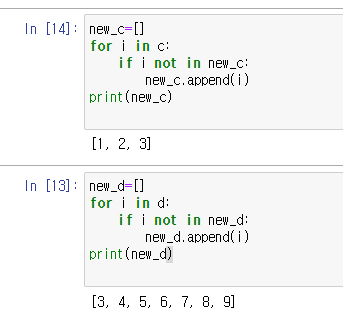 In [14]: new_c=[]
for i in c:
    if i not in new_c:
        new_c.append(i)
print(new_c)
[1, 2, 3]
In [13]: new_d=[]
for i in d:
    if i not in new_d:
        new_d.append(i)
print(new_d)
[3, 4, 5, 6, 7, 8, 9]